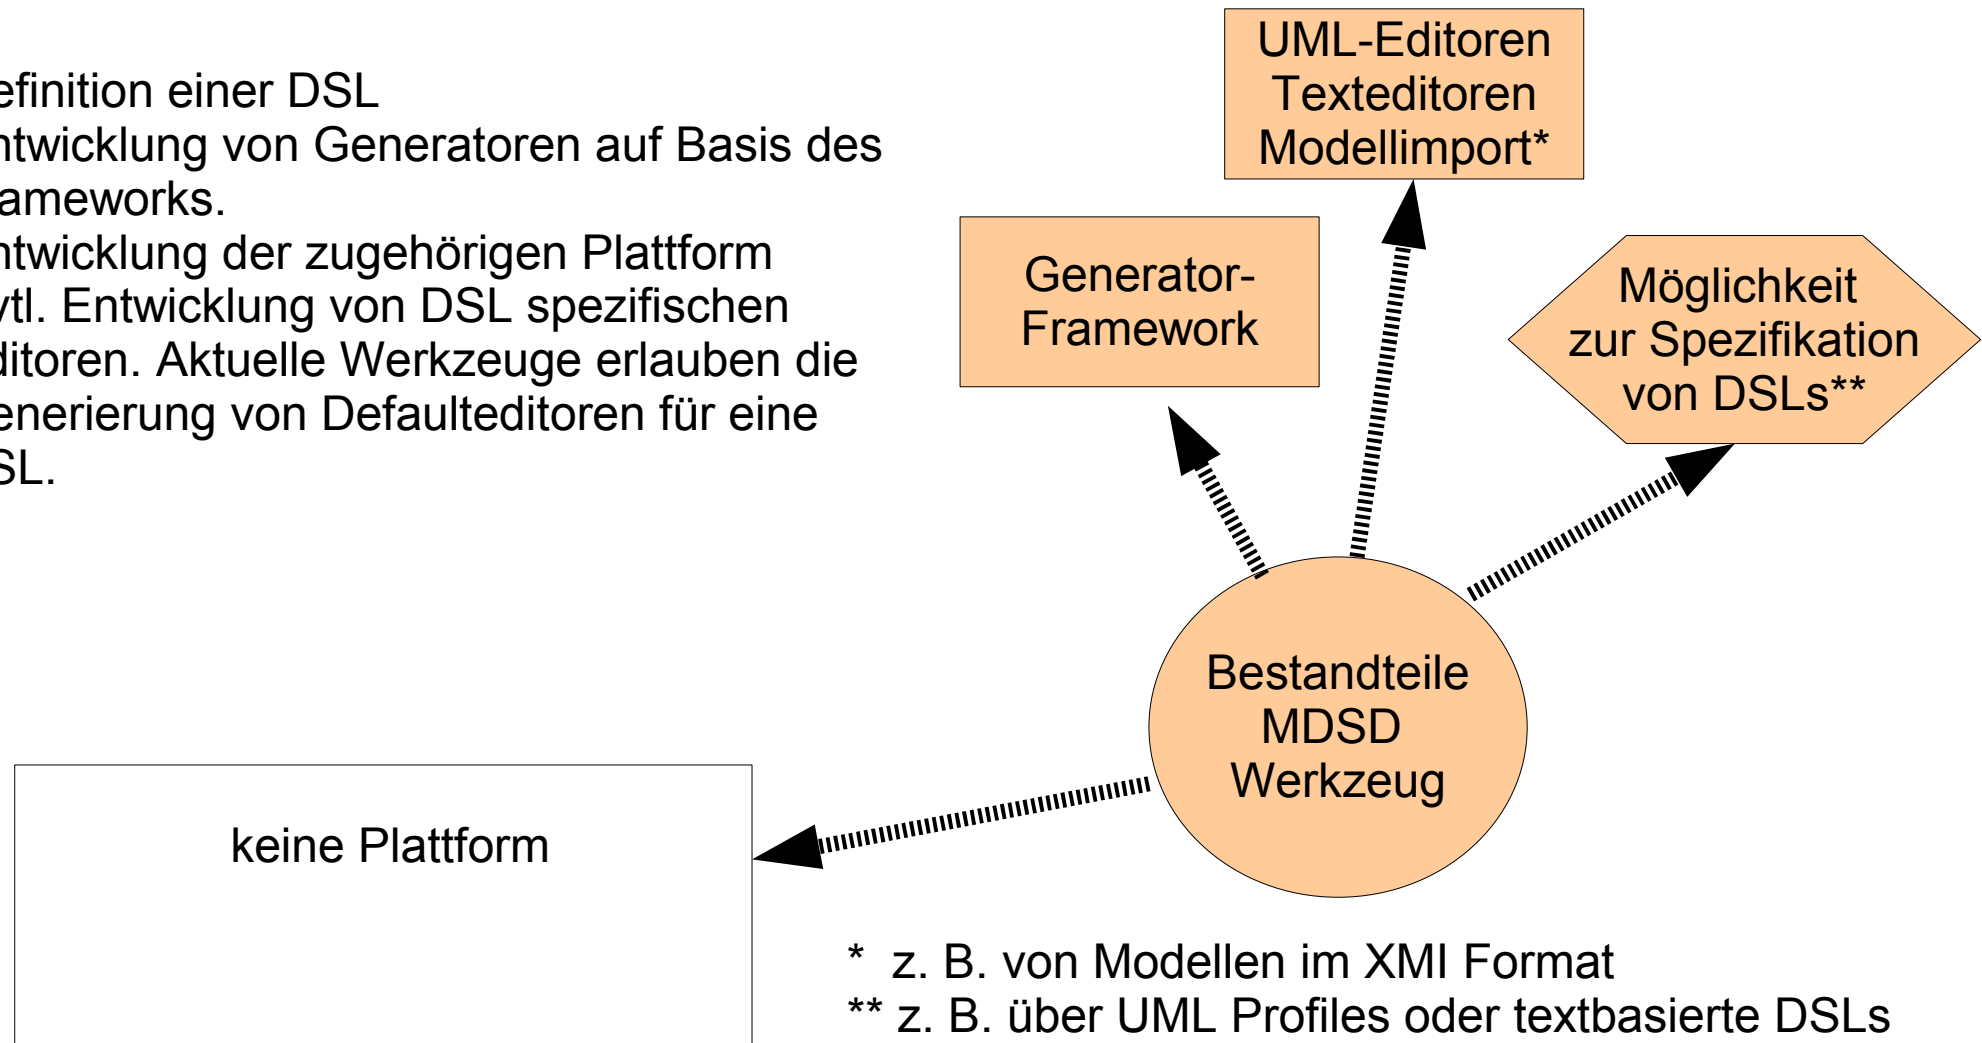 efinition einer DSL
ntwicklung von Generatoren auf Basis des
ameworks.
ntwicklung der zugehörigen Plattform
vtl. Entwicklung von DSL spezifischen
ditoren. Aktuelle Werkzeuge erlauben die
enerierung von Defaulteditoren für eine
SL.
UML-Editoren
Texteditoren
Modellimport*
Generator-
Framework
Möglichkeit
zur Spezifikation
von DSLs**
Bestandteile
MDSD
Werkzeug
keine Plattform
* z. B. von Modellen im XMI Format
** z. B. über UML Profiles oder textbasierte DSLs